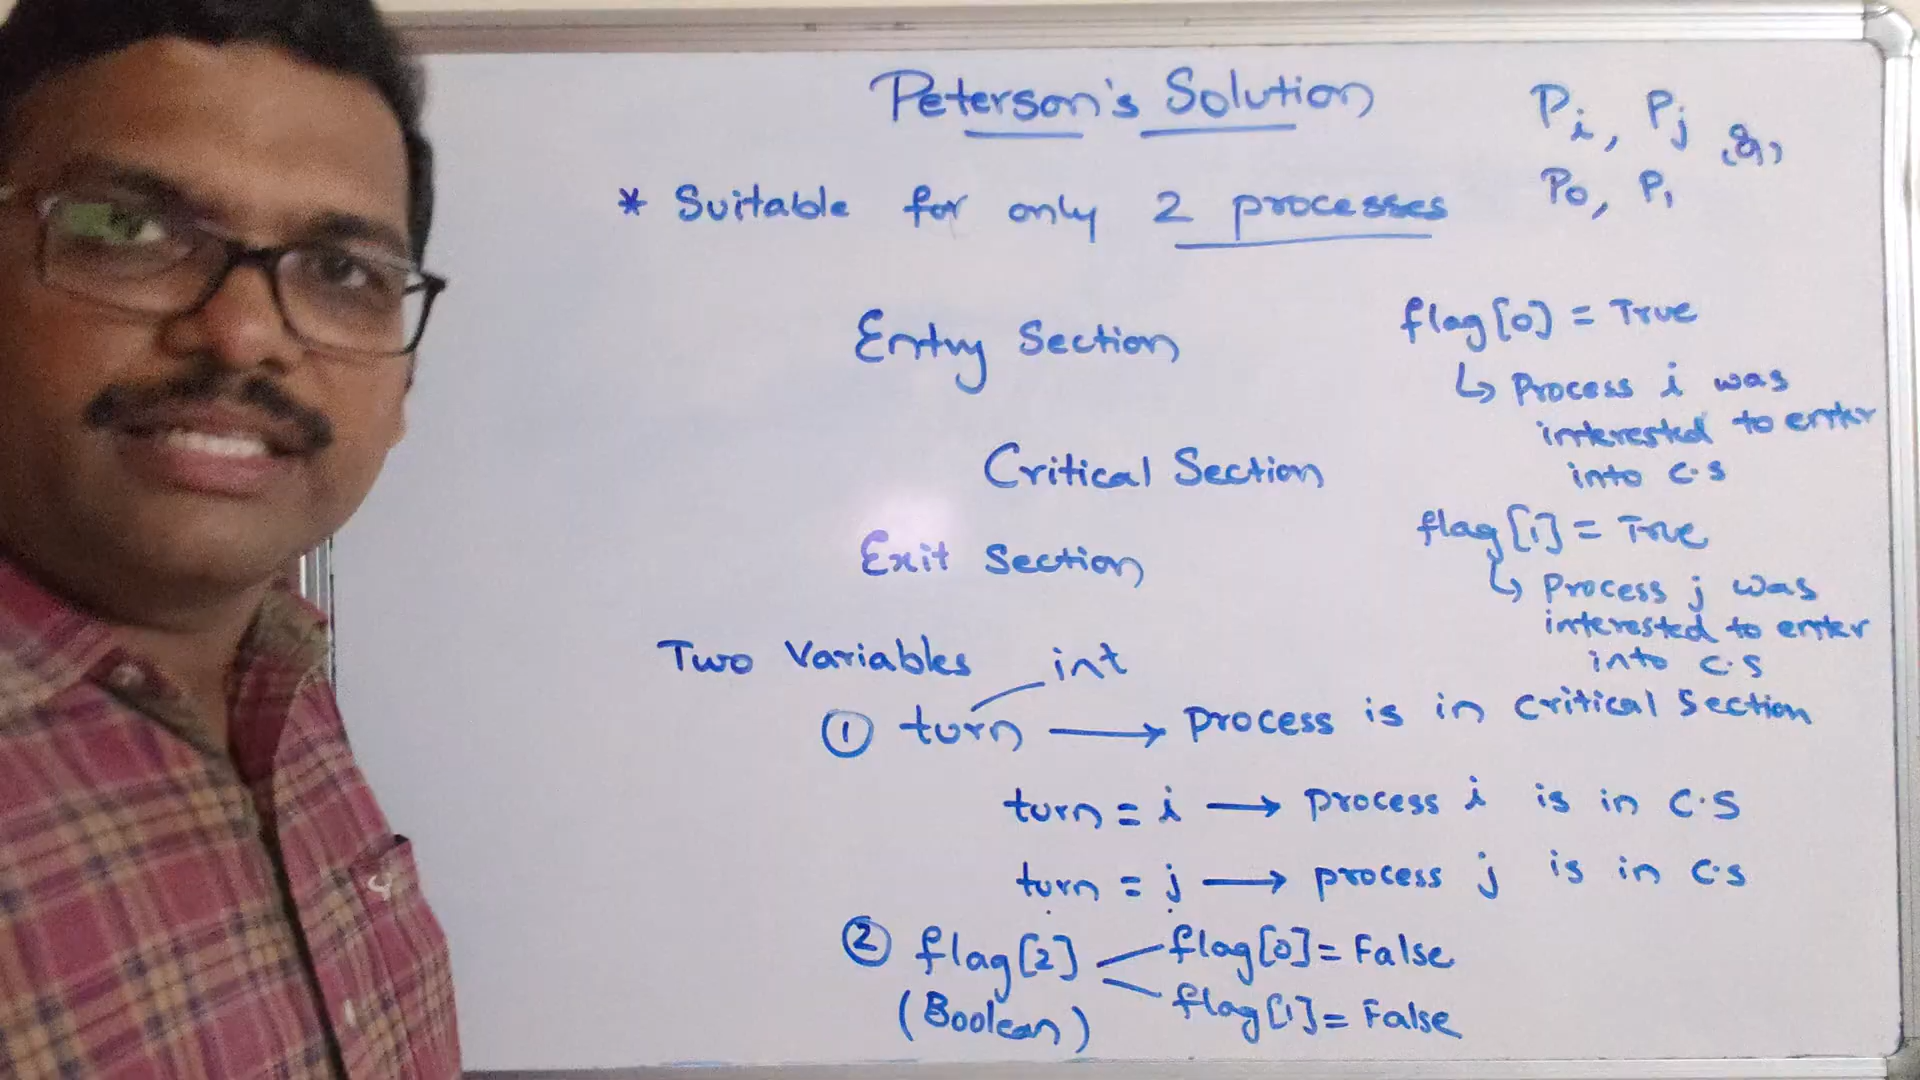 Peterson's Solution
Pi, Pj
P0, P1
* Suitable for only 2 processes
Entry Section
Critical Section
Exit Section
flag[0] = True
↳ Process i was
interested to enter
into C.S
flag[1] = True
↳ Process j was
interested to enter
into C.S
Two Variables int
① turn → process is in critical section
turn = i → process i is in C.S
turn = j → process j is in C.S
② flag[2]
(Boolean)
flag[0] = False
flag[1] = False